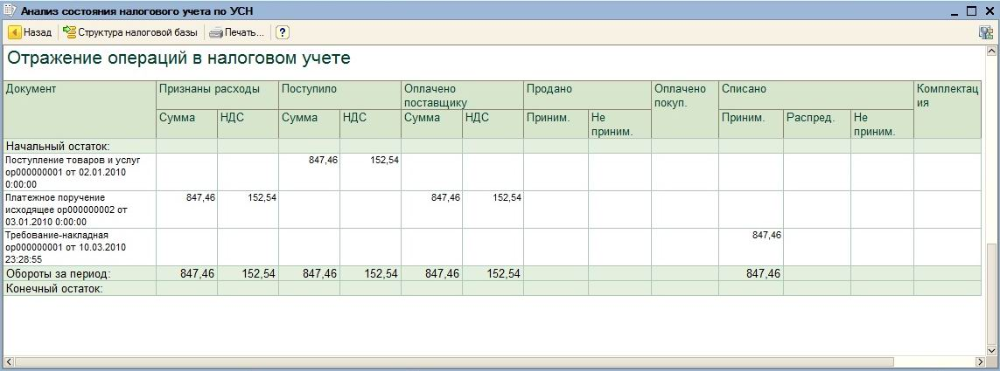 Анализ состояния налогового учета по УСН
Назад Структура налоговой базы Печать... ?
Отражение операций в налоговом учете
Документ Признаны расходы Поступило Оплачено поставщику Продано Оплачено покуп. Списано Комплектация
Сумма НДС Сумма НДС Сумма НДС Приним. Не приним. Приним. Распред. Не приним.
Начальный остаток:
Поступление товаров и услуг 847,46 152,54
ор000000001 от 02.01.2010
0:00:00
Платежное поручение 847,46 152,54 847,46 152,54
исходящее ор000000002 от
03.01.2010 0:00:00
Требование-накладная 847,46
ор000000001 от 10.03.2010
23:28:55
Обороты за период: 847,46 152,54 847,46 152,54 847,46 152,54 847,46
Конечный остаток: